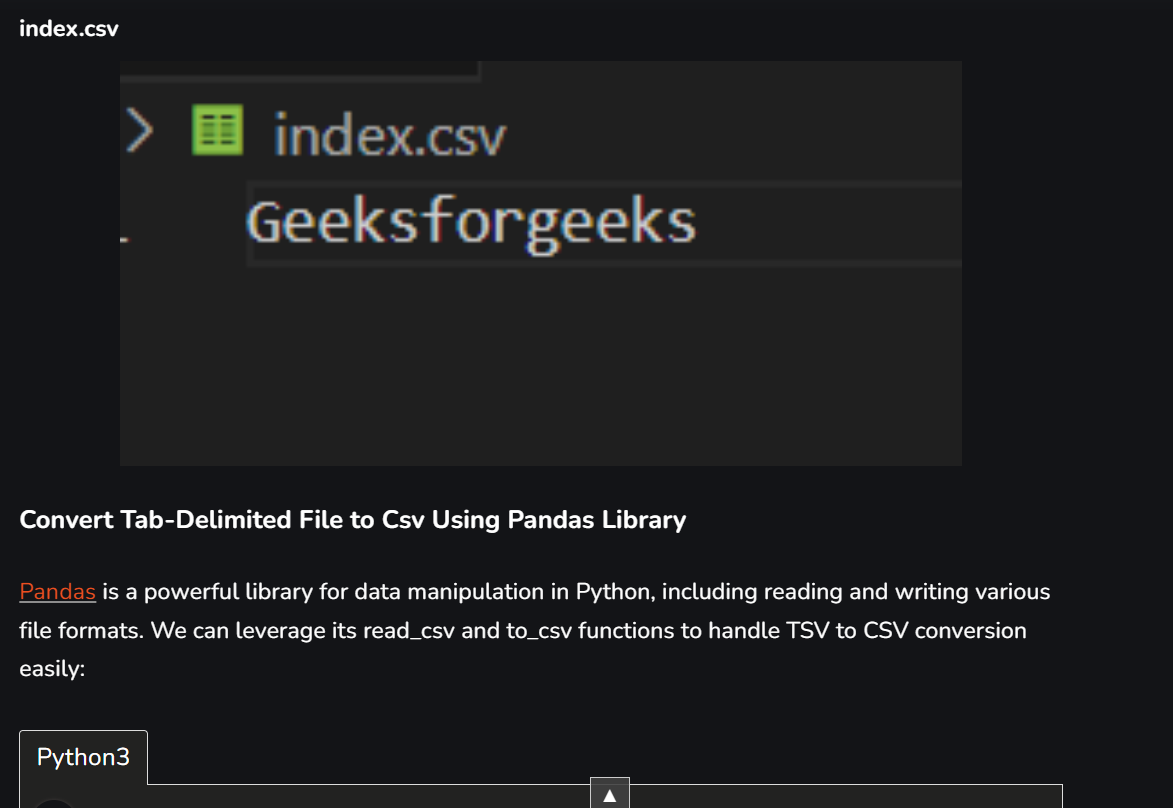 index.csv
index.csv
Geeksforgeeks
Convert Tab-Delimited File to Csv Using Pandas Library
Pandas is a powerful library for data manipulation in Python, including reading and writing various
file formats. We can leverage its read_csv and to_csv functions to handle TSV to CSV conversion
easily:
Python3